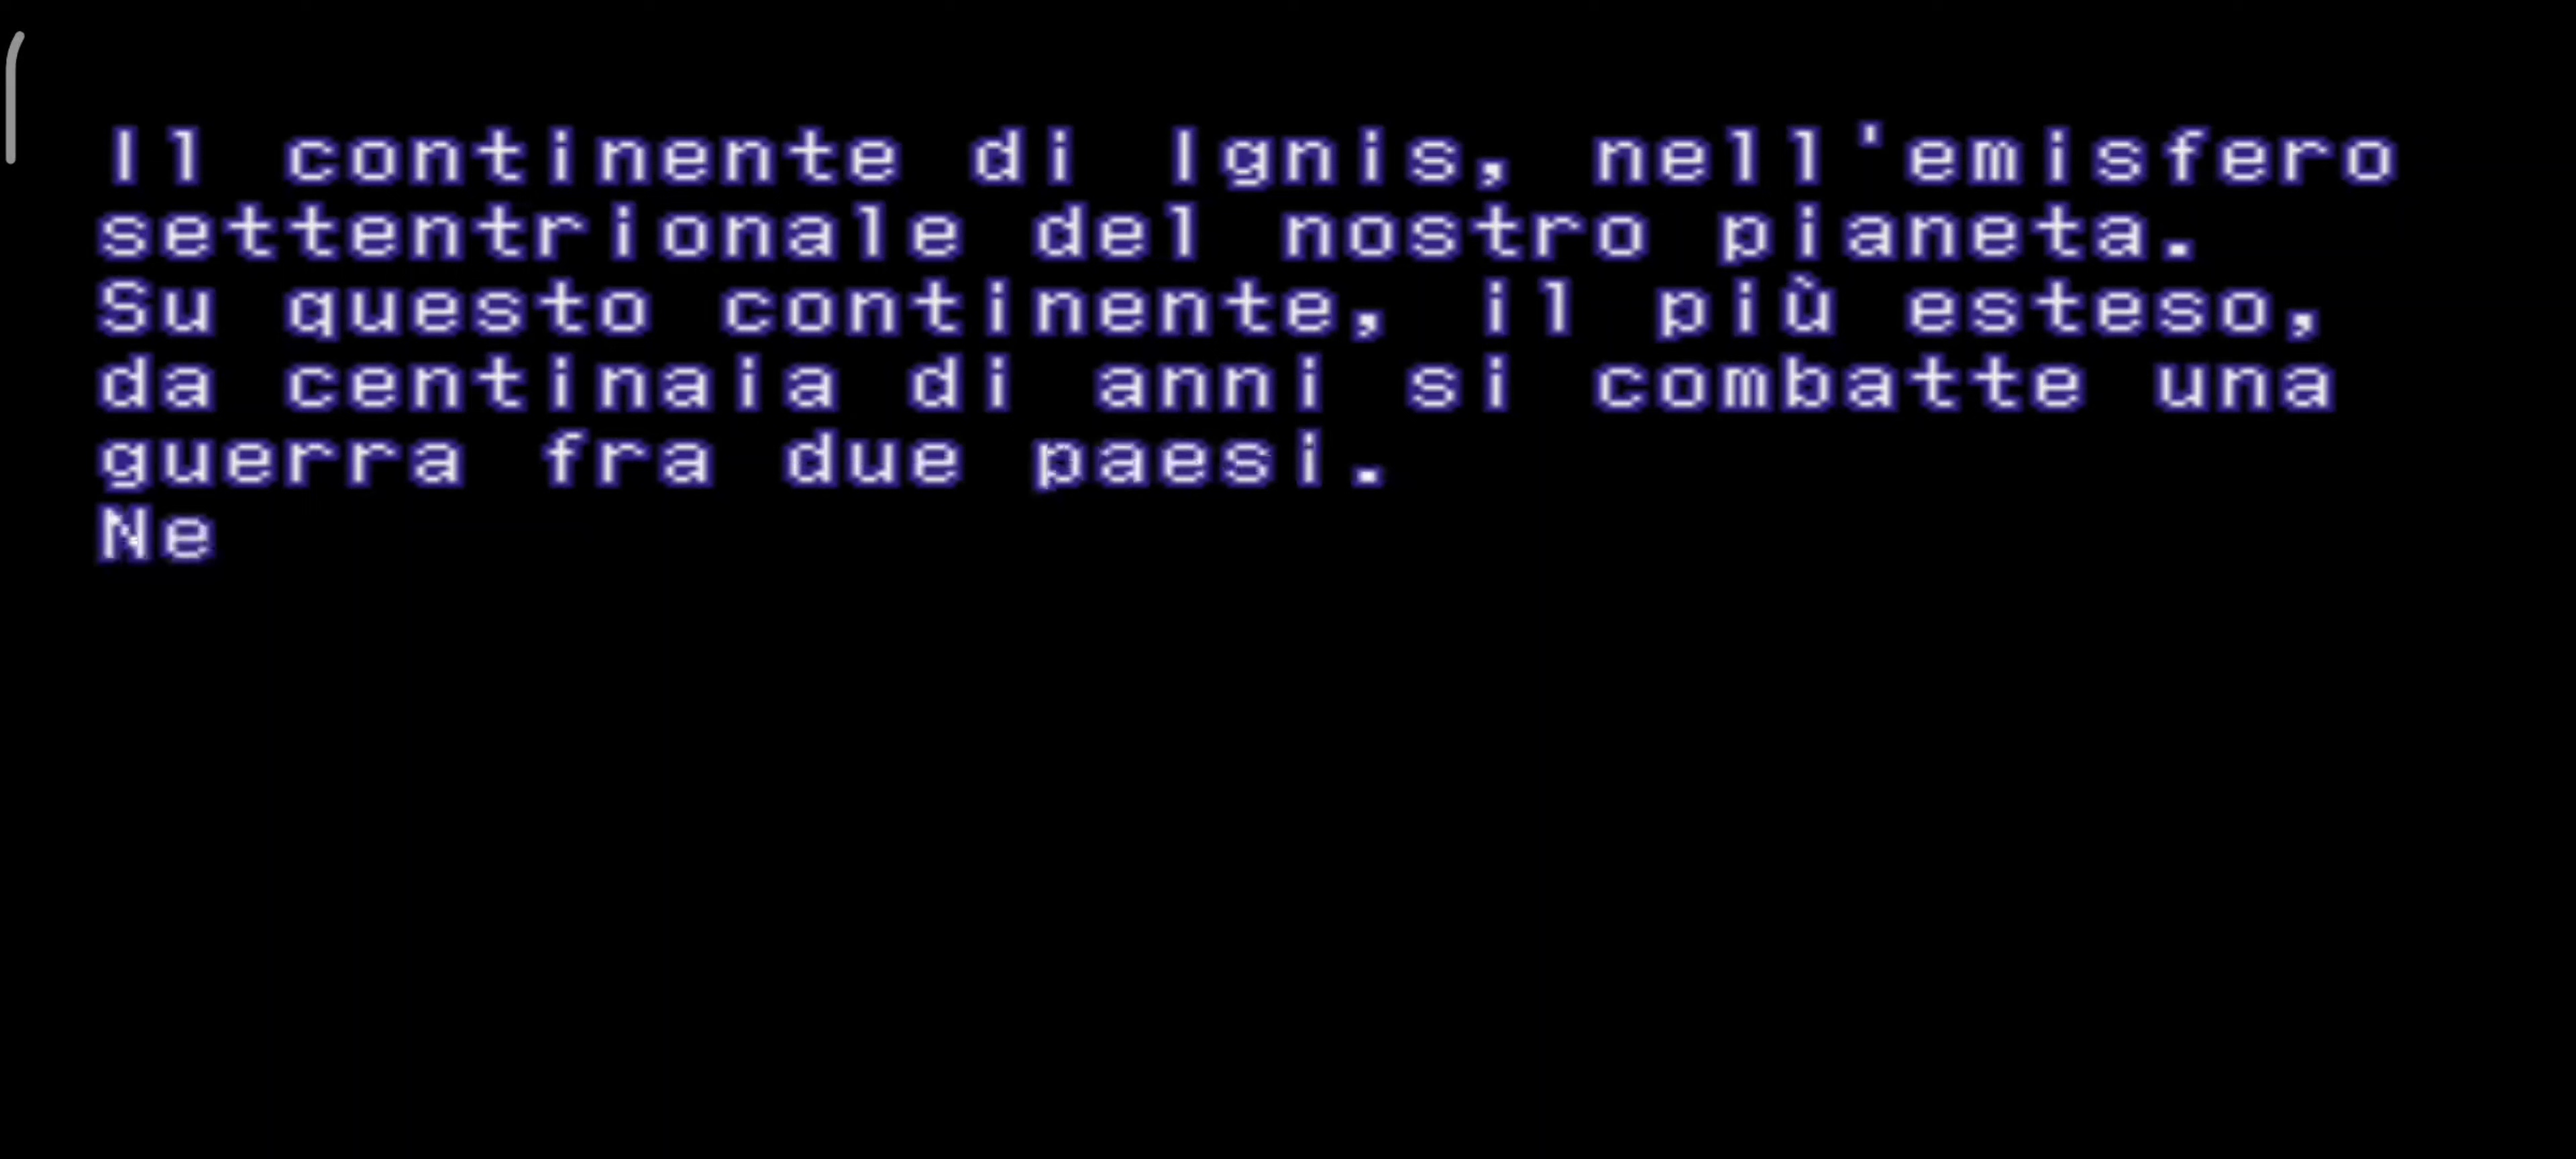 Il continente di Ignis, nell'emisfero
settentrionale del nostro pianeta.
Su questo continente, il più esteso,
da centinaia di anni si combatte una
guerra fra due paesi.
Ne